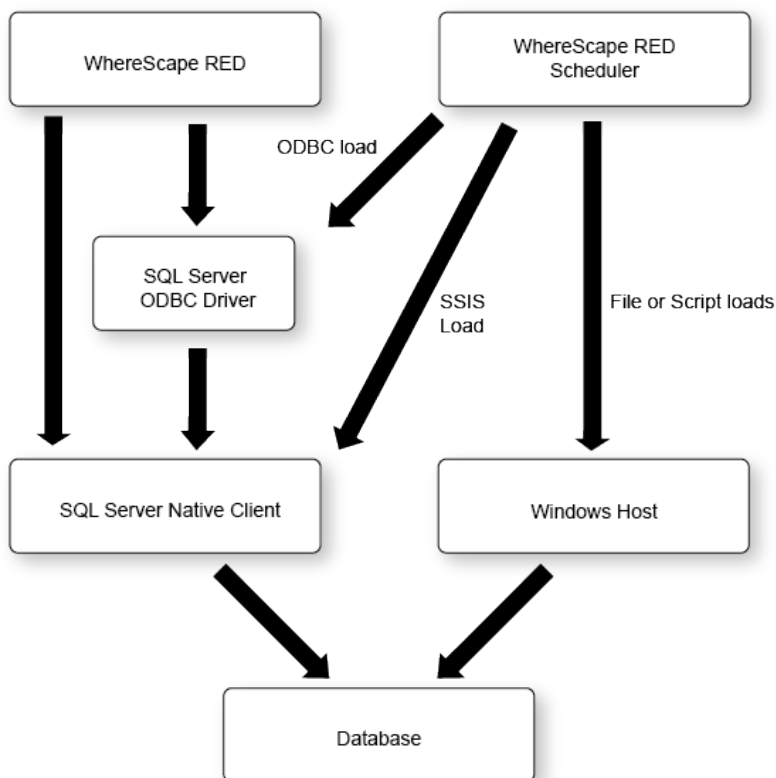 WhereScape RED
WhereScape RED
Scheduler
ODBC load
SQL Server
ODBC Driver
SSIS
Load
File or Script loads
SQL Server Native Client
Windows Host
Database